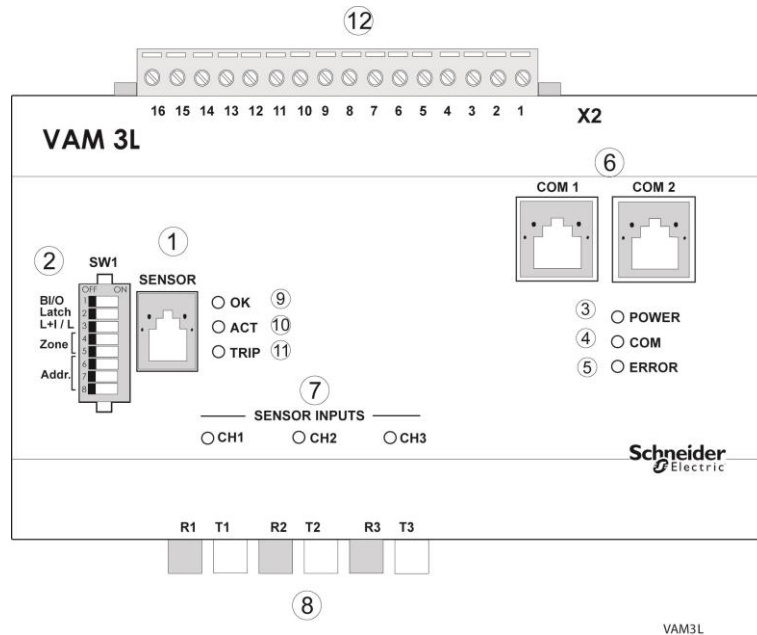 12
16 15 14 13 12 11 10 9 8 7 6 5 4 3 2 1
X2
VAM 3L
6
COM 1 COM 2
1
2
SW1
SENSOR
OFF ON
BI/O 1
Latch 2
L+I / L 3
Zone 4
5
Addr. 6
7
8
OK 9
ACT 10
TRIP 11
3 POWER
4 COM
5 ERROR
7
SENSOR INPUTS
CH1 CH2 CH3
Schneider
Electric
R1 T1 R2 T2 R3 T3
8
VAM3L